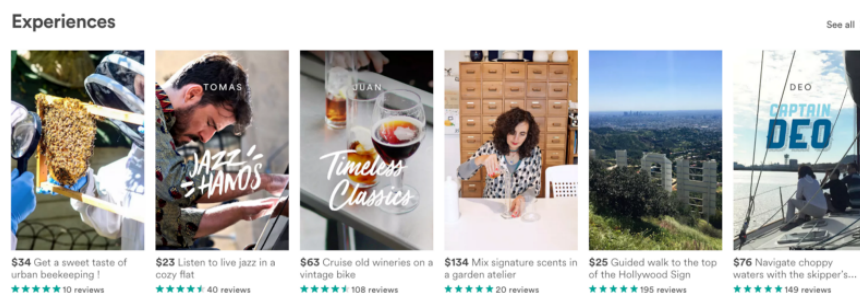 Experiences
See all
TOMAS
JAZZ
HANDS
JUAN
Timeless
Classics
DEO
CAPTAIN
DEO
$34 Get a sweet taste of
urban beekeeping !
10 reviews
$23 Listen to live jazz in a
cozy flat
40 reviews
$63 Cruise old wineries on a
vintage bike
108 reviews
$134 Mix signature scents in
a garden atelier
20 reviews
$25 Guided walk to the top
of the Hollywood Sign
195 reviews
$76 Navigate choppy
waters with the skipper's...
149 reviews